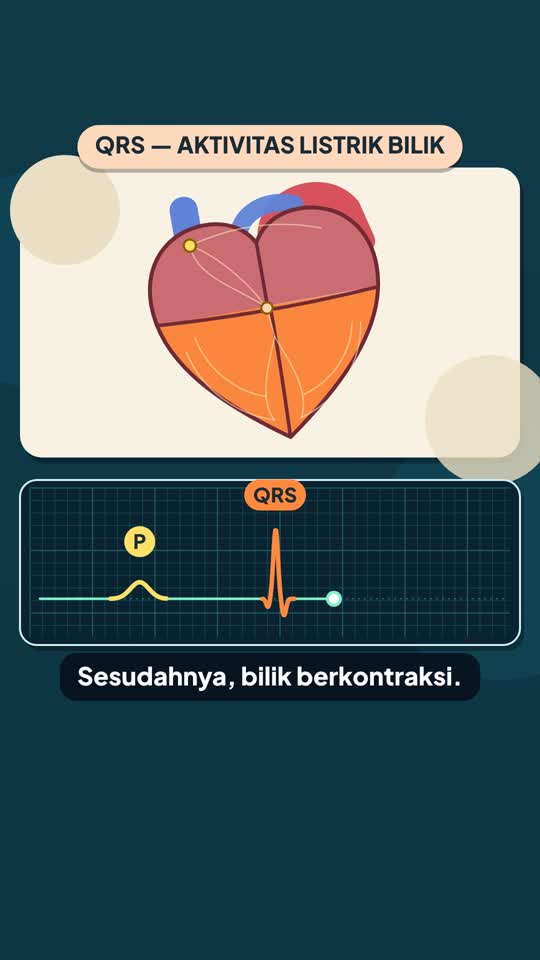 QRS — AKTIVITAS LISTRIK BILIK
QRS
P
Sesudahnya, bilik berkontraksi.